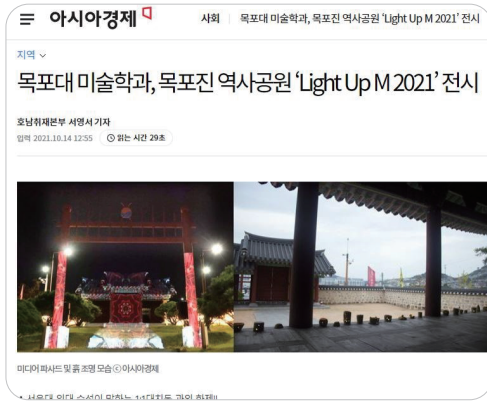 아시아경제
사회 목포대 미술학과, 목포진 역사공원 ‘Light Up M 2021’ 전시
지역
목포대 미술학과, 목포진 역사공원 ‘Light Up M 2021’ 전시
호남취재본부 서영서 기자
입력 2021.10.14 12:55 읽는 시간 29초
미디어 파사드 및 흙 조명 모습 ⓒ아시아경제